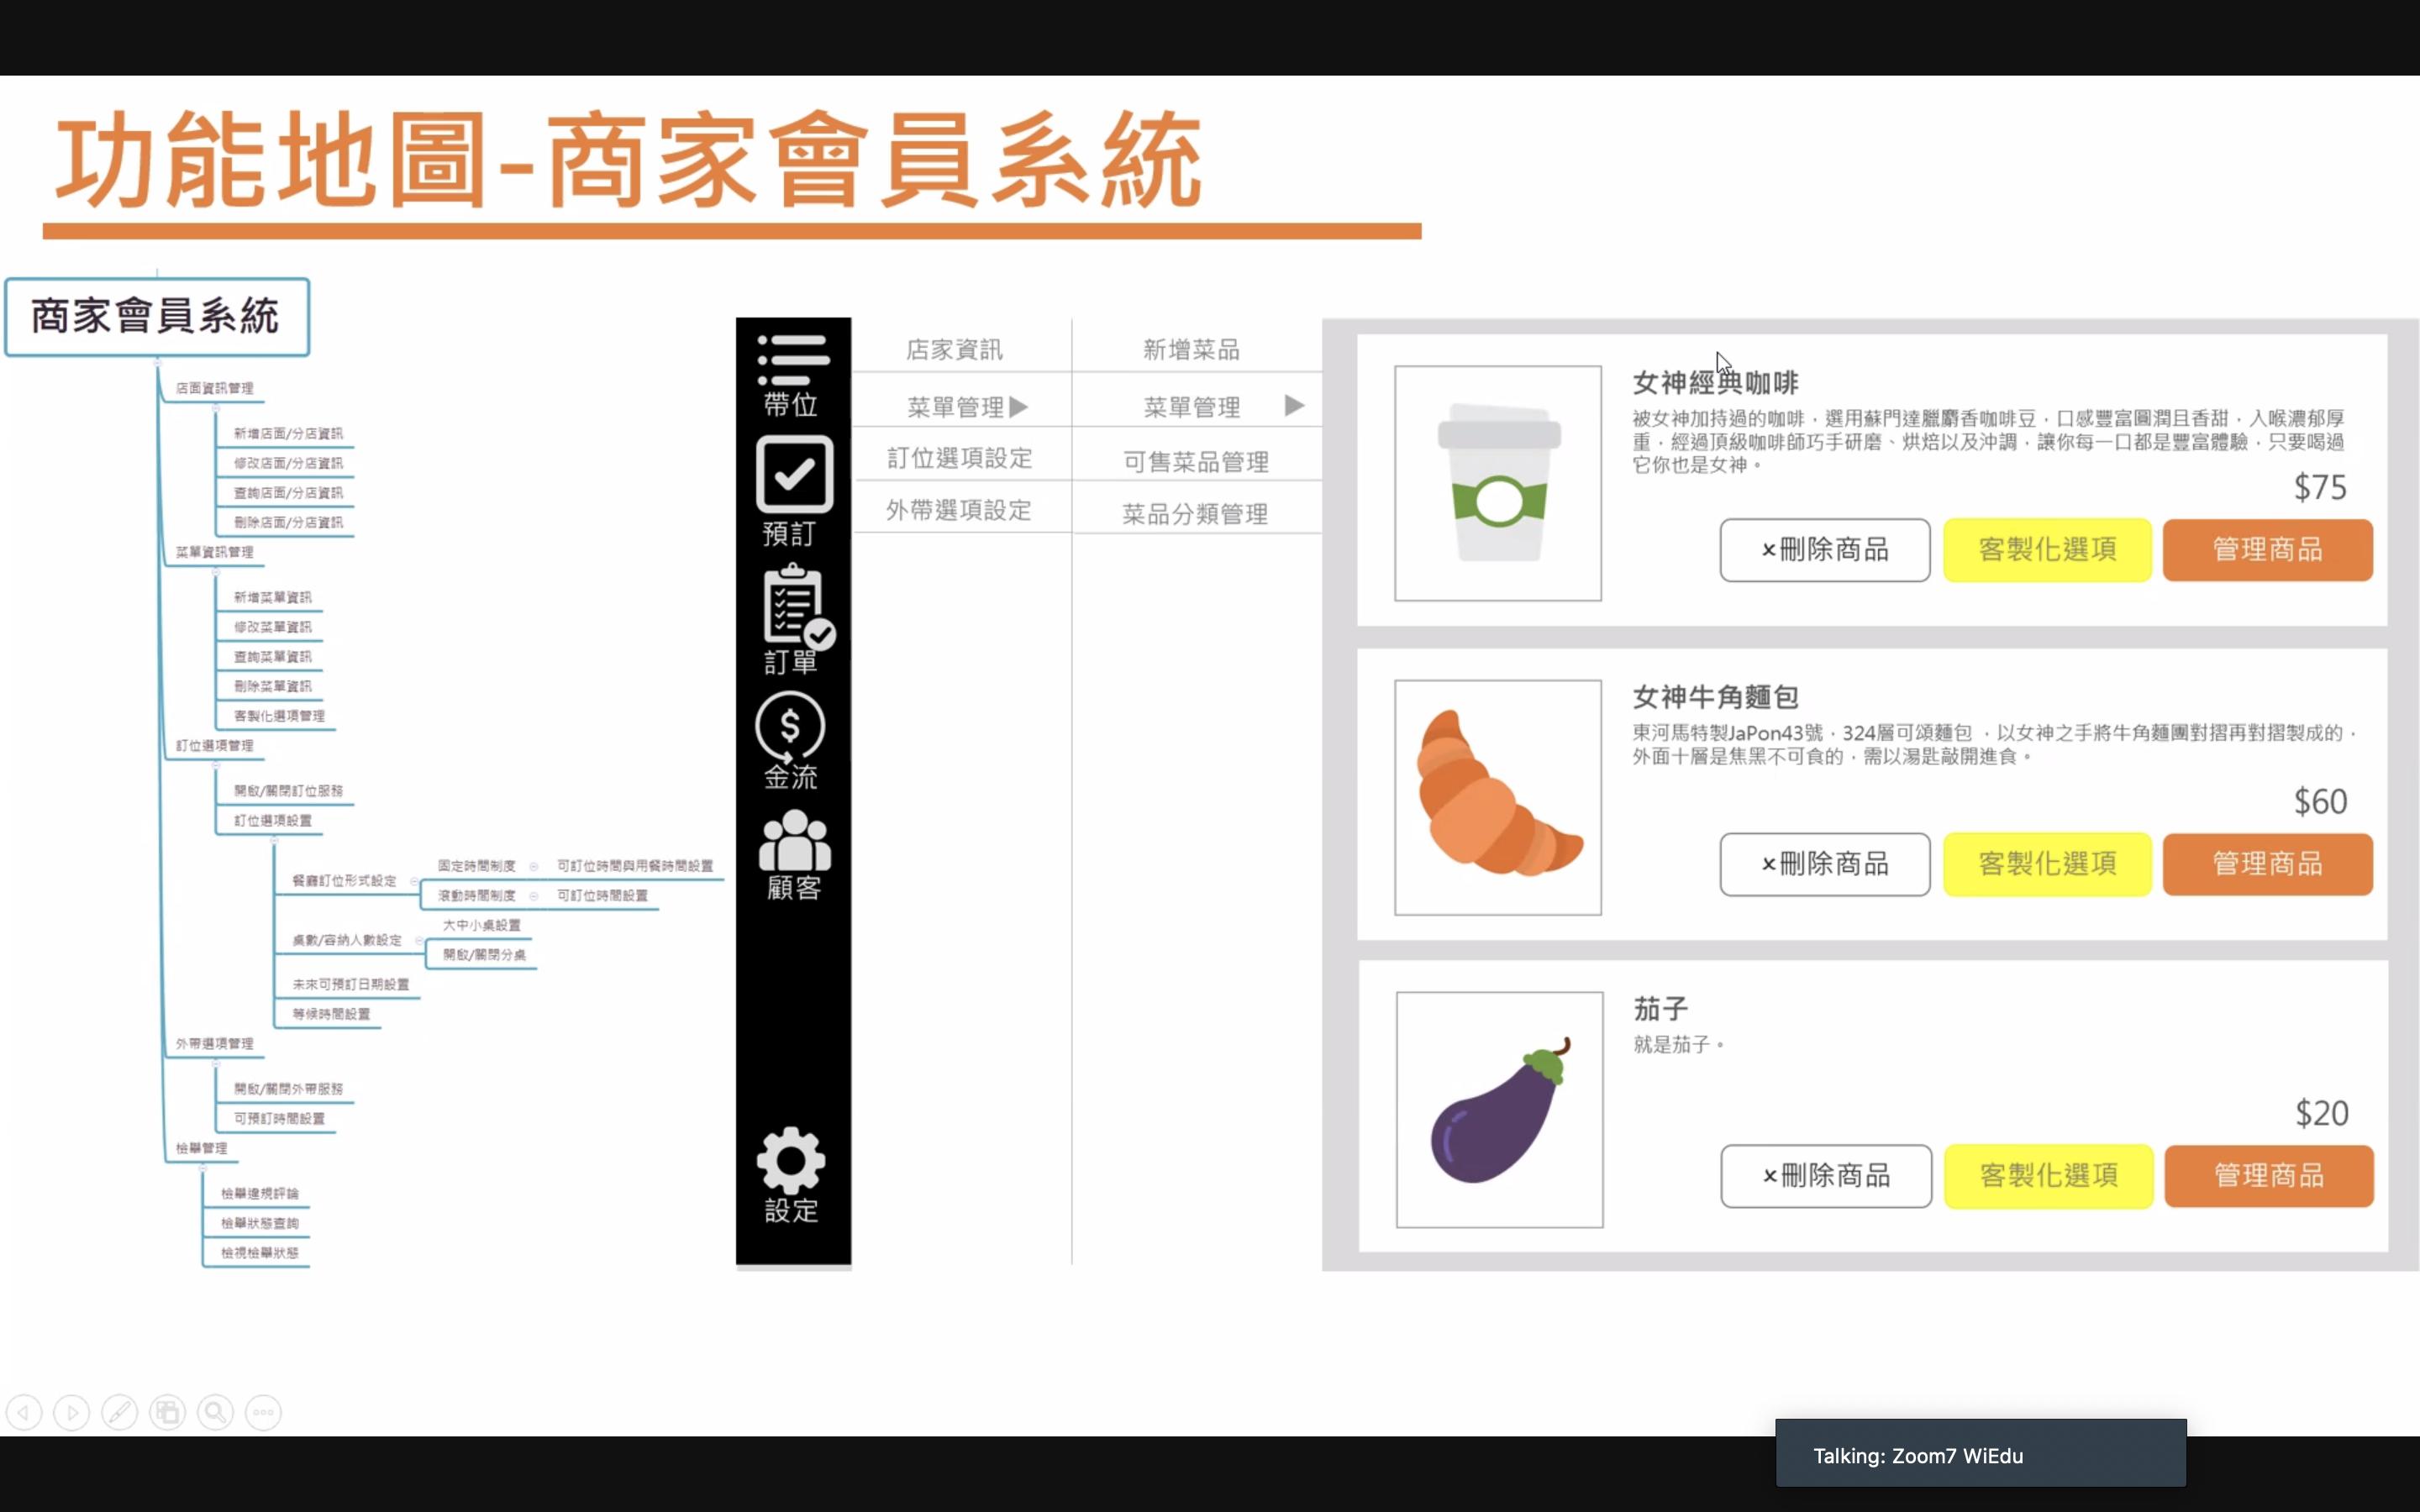 功能地圖-商家會員系統
商家會員系統
店面資訊管理
新增店面/分店資訊
修改店面/分店資訊
查詢店面/分店資訊
刪除店面/分店資訊
菜單資訊管理
新增菜單資訊
修改菜單資訊
查詢菜單資訊
刪除菜單資訊
客製化選項管理
訂位選項管理
開啟/關閉訂位服務
訂位選項設置
餐廳訂位形式設定
固定時間制度
可訂位時間與用餐時間設置
滾動時間制度
可訂位時間設置
桌數/容納人數設定
大中小桌設置
開啟/關閉分桌
未來可預訂日期設置
等候時間設置
外帶選項管理
開啟/關閉外帶服務
可預訂時間設置
檢舉管理
檢舉違規評論
檢舉狀態查詢
檢視檢舉狀態
帶位
預訂
訂單
金流
顧客
設定
店家資訊
菜單管理▶
訂位選項設定
外帶選項設定
新增菜品
菜單管理 ▶
可售菜品管理
菜品分類管理
女神經典咖啡
被女神加持過的咖啡，選用蘇門達臘麝香咖啡豆，口感豐富圓潤且香甜，入喉濃郁厚
重，經過頂級咖啡師巧手研磨、烘焙以及沖調，讓你每一口都是豐富體驗，只要喝過
它你也是女神。
$75
×刪除商品 客製化選項 管理商品
女神牛角麵包
東河馬特製JaPon43號，324層可頌麵包 ，以女神之手將牛角麵團對摺再對摺製成的，
外面十層是焦黑不可食的，需以湯匙敲開進食。
$60
×刪除商品 客製化選項 管理商品
茄子
就是茄子。
$20
×刪除商品 客製化選項 管理商品
Talking: Zoom7 WiEdu